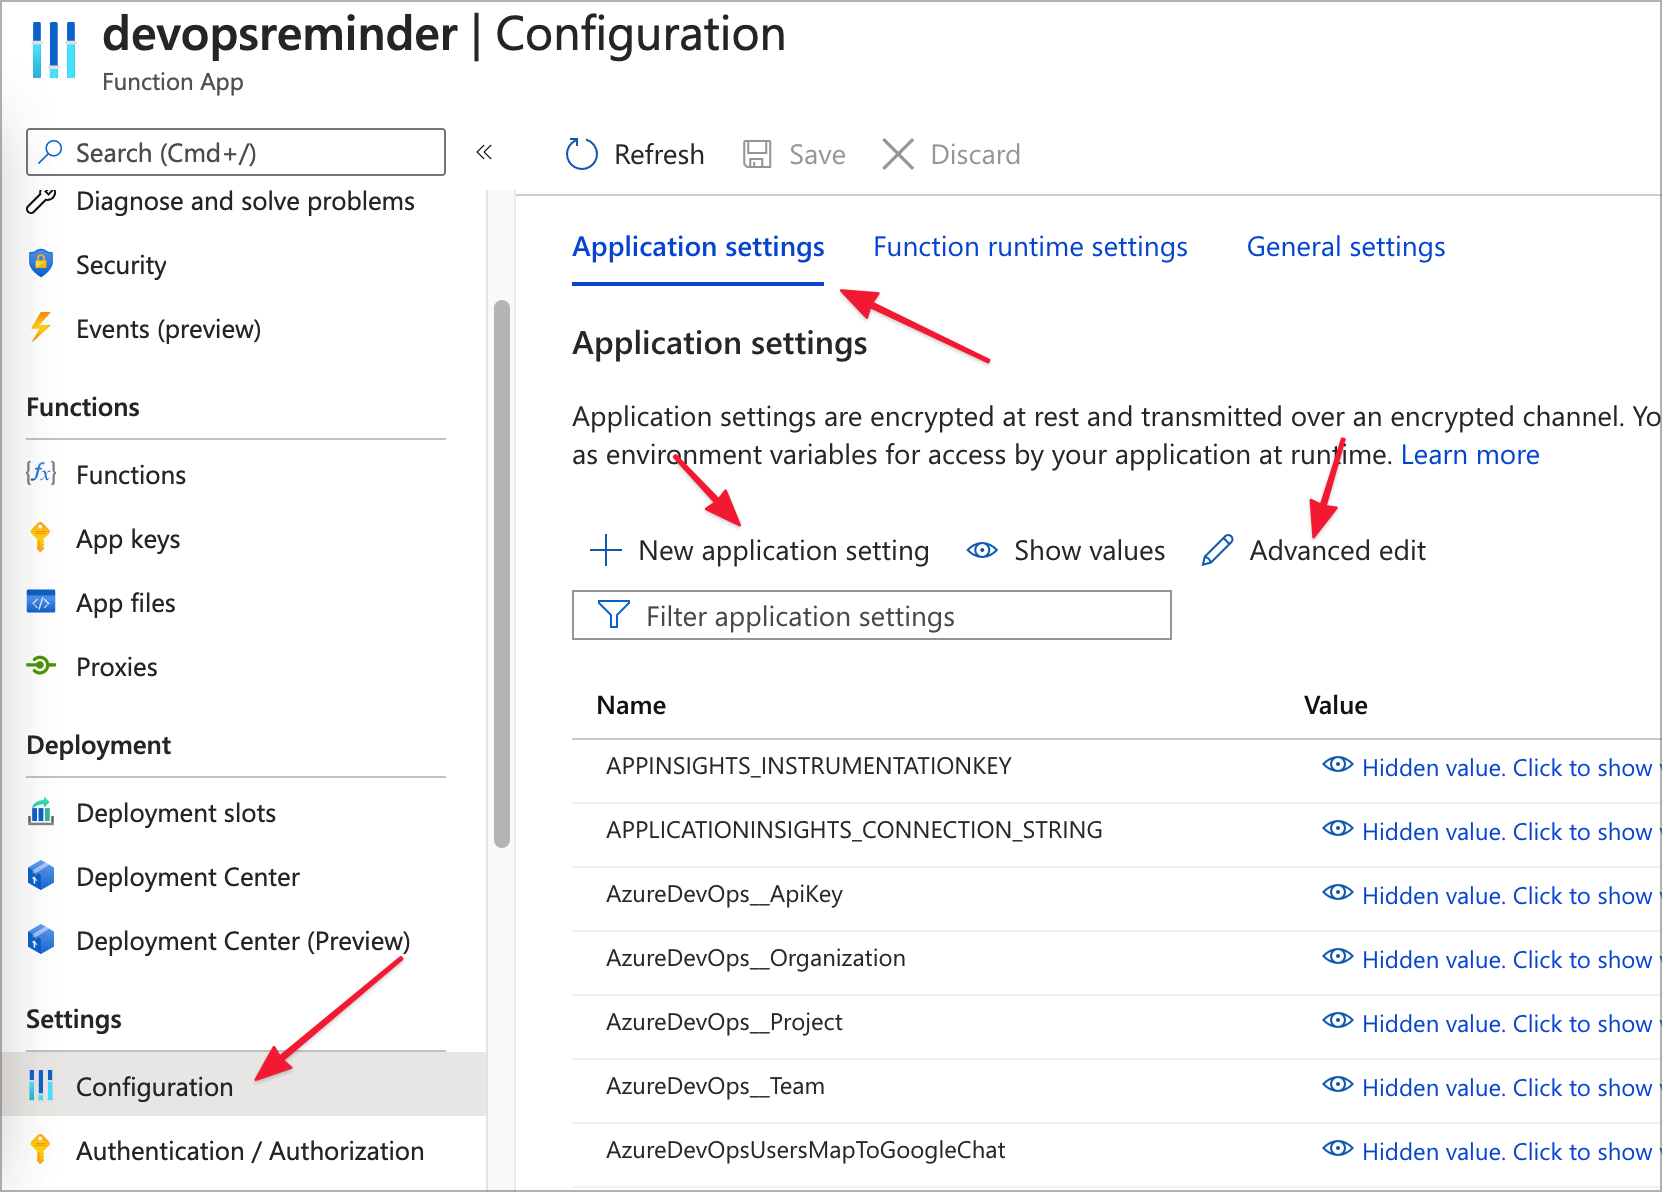 devopsreminder | Configuration
Function App
Search (Cmd+/)
«
Refresh
Save
Discard
Diagnose and solve problems
Security
Events (preview)
Functions
Functions
App keys
App files
Proxies
Deployment
Deployment slots
Deployment Center
Deployment Center (Preview)
Settings
Configuration
Authentication / Authorization
Application settings
Function runtime settings
General settings
Application settings
Application settings are encrypted at rest and transmitted over an encrypted channel. Yo
as environment variables for access by your application at runtime. Learn more
New application setting
Show values
Advanced edit
Filter application settings
Name Value
APPINSIGHTS_INSTRUMENTATIONKEY Hidden value. Click to show
APPLICATIONINSIGHTS_CONNECTION_STRING Hidden value. Click to show
AzureDevOps__ApiKey Hidden value. Click to show
AzureDevOps__Organization Hidden value. Click to show
AzureDevOps__Project Hidden value. Click to show
AzureDevOps__Team Hidden value. Click to show
AzureDevOpsUsersMapToGoogleChat Hidden value. Click to show